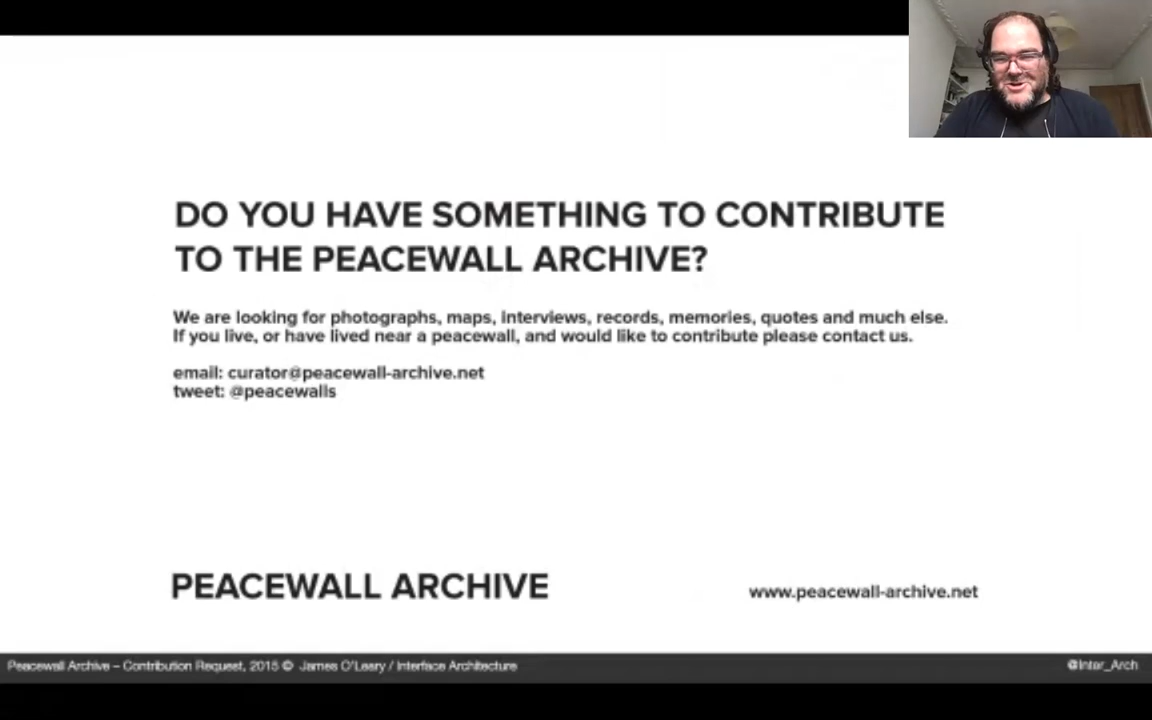 DO YOU HAVE SOMETHING TO CONTRIBUTE
TO THE PEACEWALL ARCHIVE?
We are looking for photographs, maps, interviews, records, memories, quotes and much else.
If you live, or have lived near a peacewall, and would like to contribute please contact us.
email: curator@peacewall-archive.net
tweet: @peacewalls
PEACEWALL ARCHIVE
www.peacewall-archive.net
Peacewall Archive – Contribution Request, 2015 © James O'Leary / Interface Architecture
@Inter_Arch